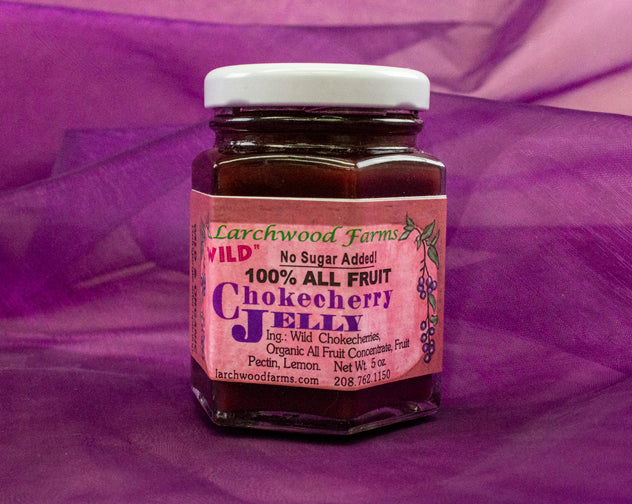 Larchwood Farms
WILD"
No Sugar Added!
100% ALL FRUIT
Chokecherry
JELLY
Ing.: Wild Chokecherries,
Organic All Fruit Concentrate, Fruit
Pectin, Lemon. Net Wt. 5 oz.
larchwoodfarms.com 208.762.1150